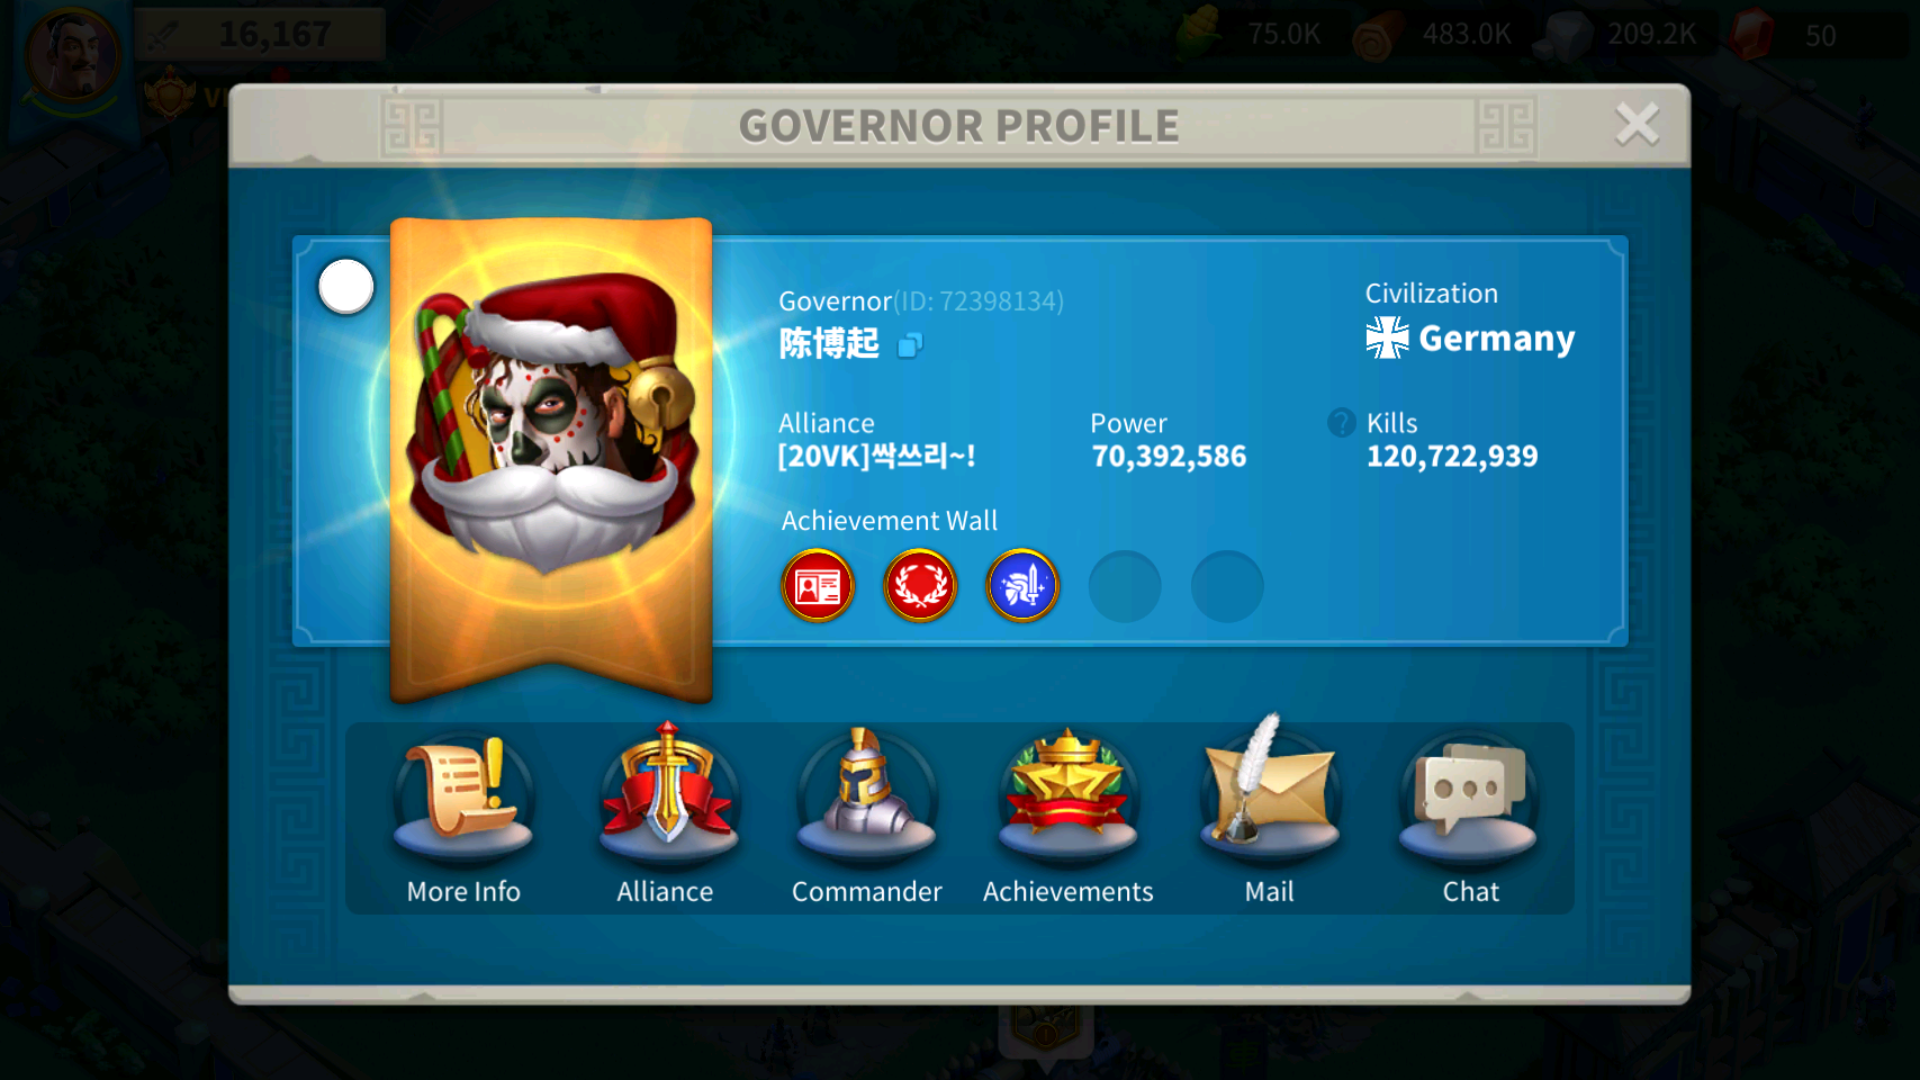 16,167
75.0K
483.0K
209.2K
50
GOVERNOR PROFILE
Governor(ID: 72398134)
陈博起
Civilization
Germany
Alliance
[20VK]싹쓰리~!
Power
70,392,586
? Kills
120,722,939
Achievement Wall
More Info
Alliance
Commander
Achievements
Mail
Chat